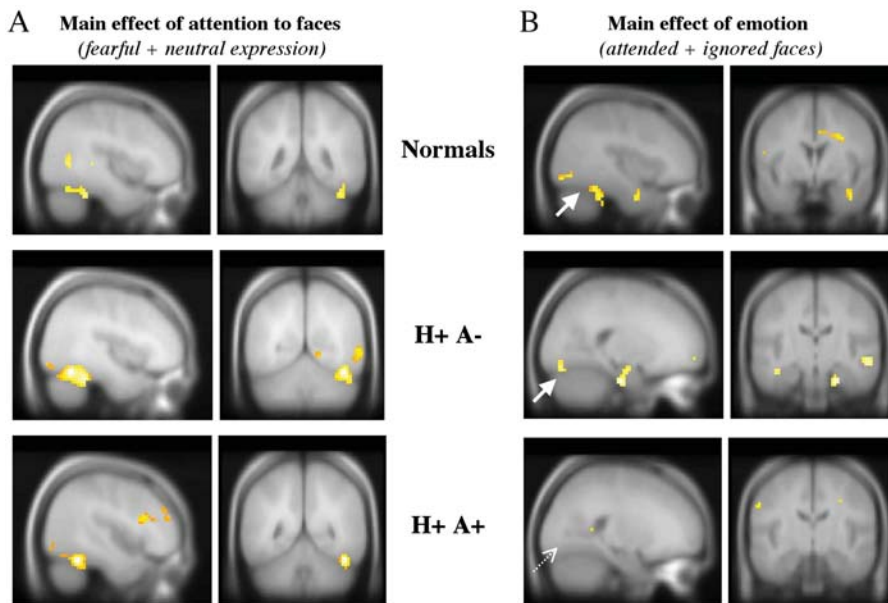 A
Main effect of attention to faces
(fearful + neutral expression)
B
Main effect of emotion
(attended + ignored faces)
Normals
H+ A-
H+ A+